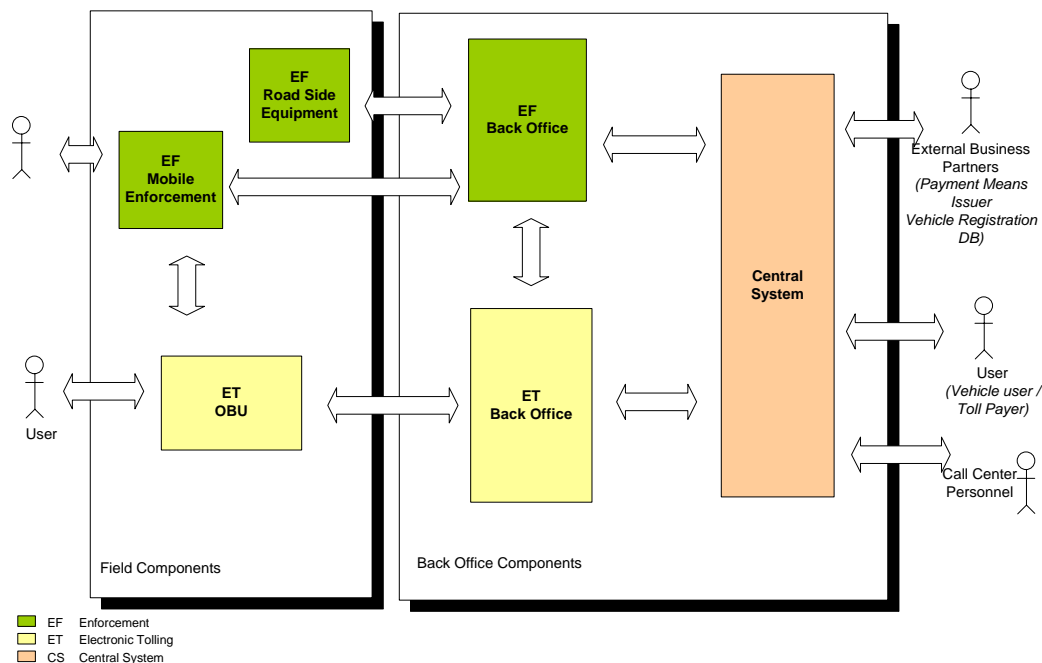 EF
Road Side
Equipment
EF
Mobile
Enforcement
EF
Back Office
External Business
Partners
(Payment Means
Issuer
Vehicle Registration
DB)
Central
System
ET
OBU
ET
Back Office
User
User
(Vehicle user /
Toll Payer)
Call Center
Personnel
Field Components
Back Office Components
EF Enforcement
ET Electronic Tolling
CS Central System